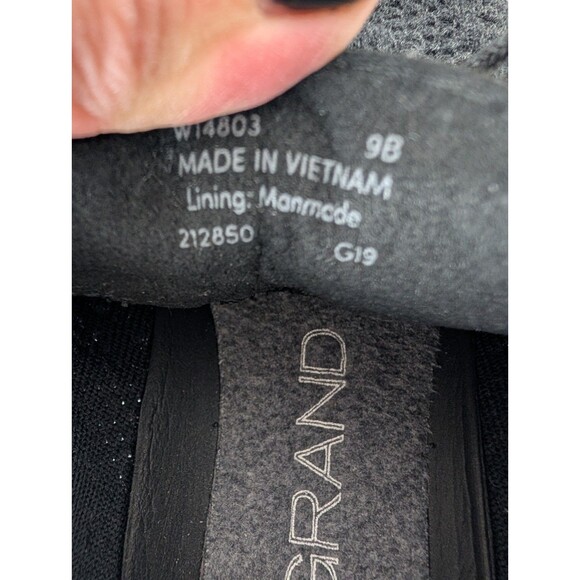 W14803 9B
MADE IN VIETNAM
Lining: Manmade
212850 G19
GRAND